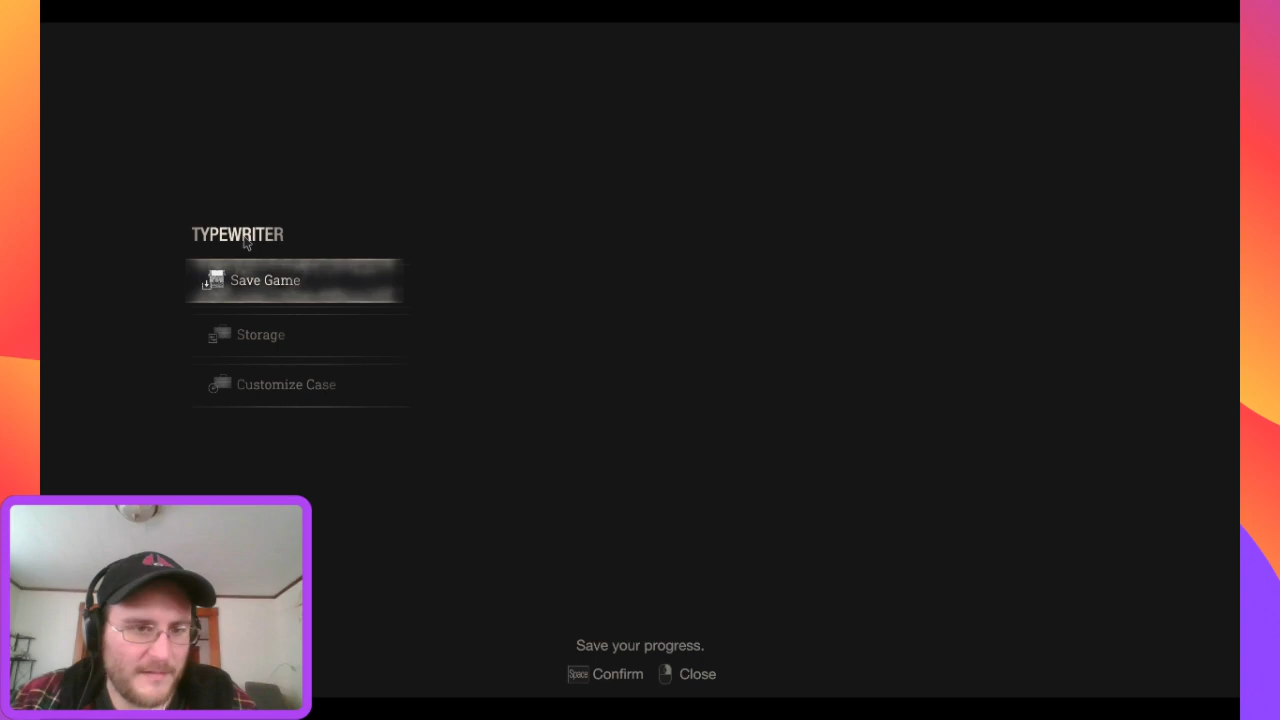 TYPEWRITER
Save Game
Storage
Customize Case
Save your progress.
Space Confirm Close